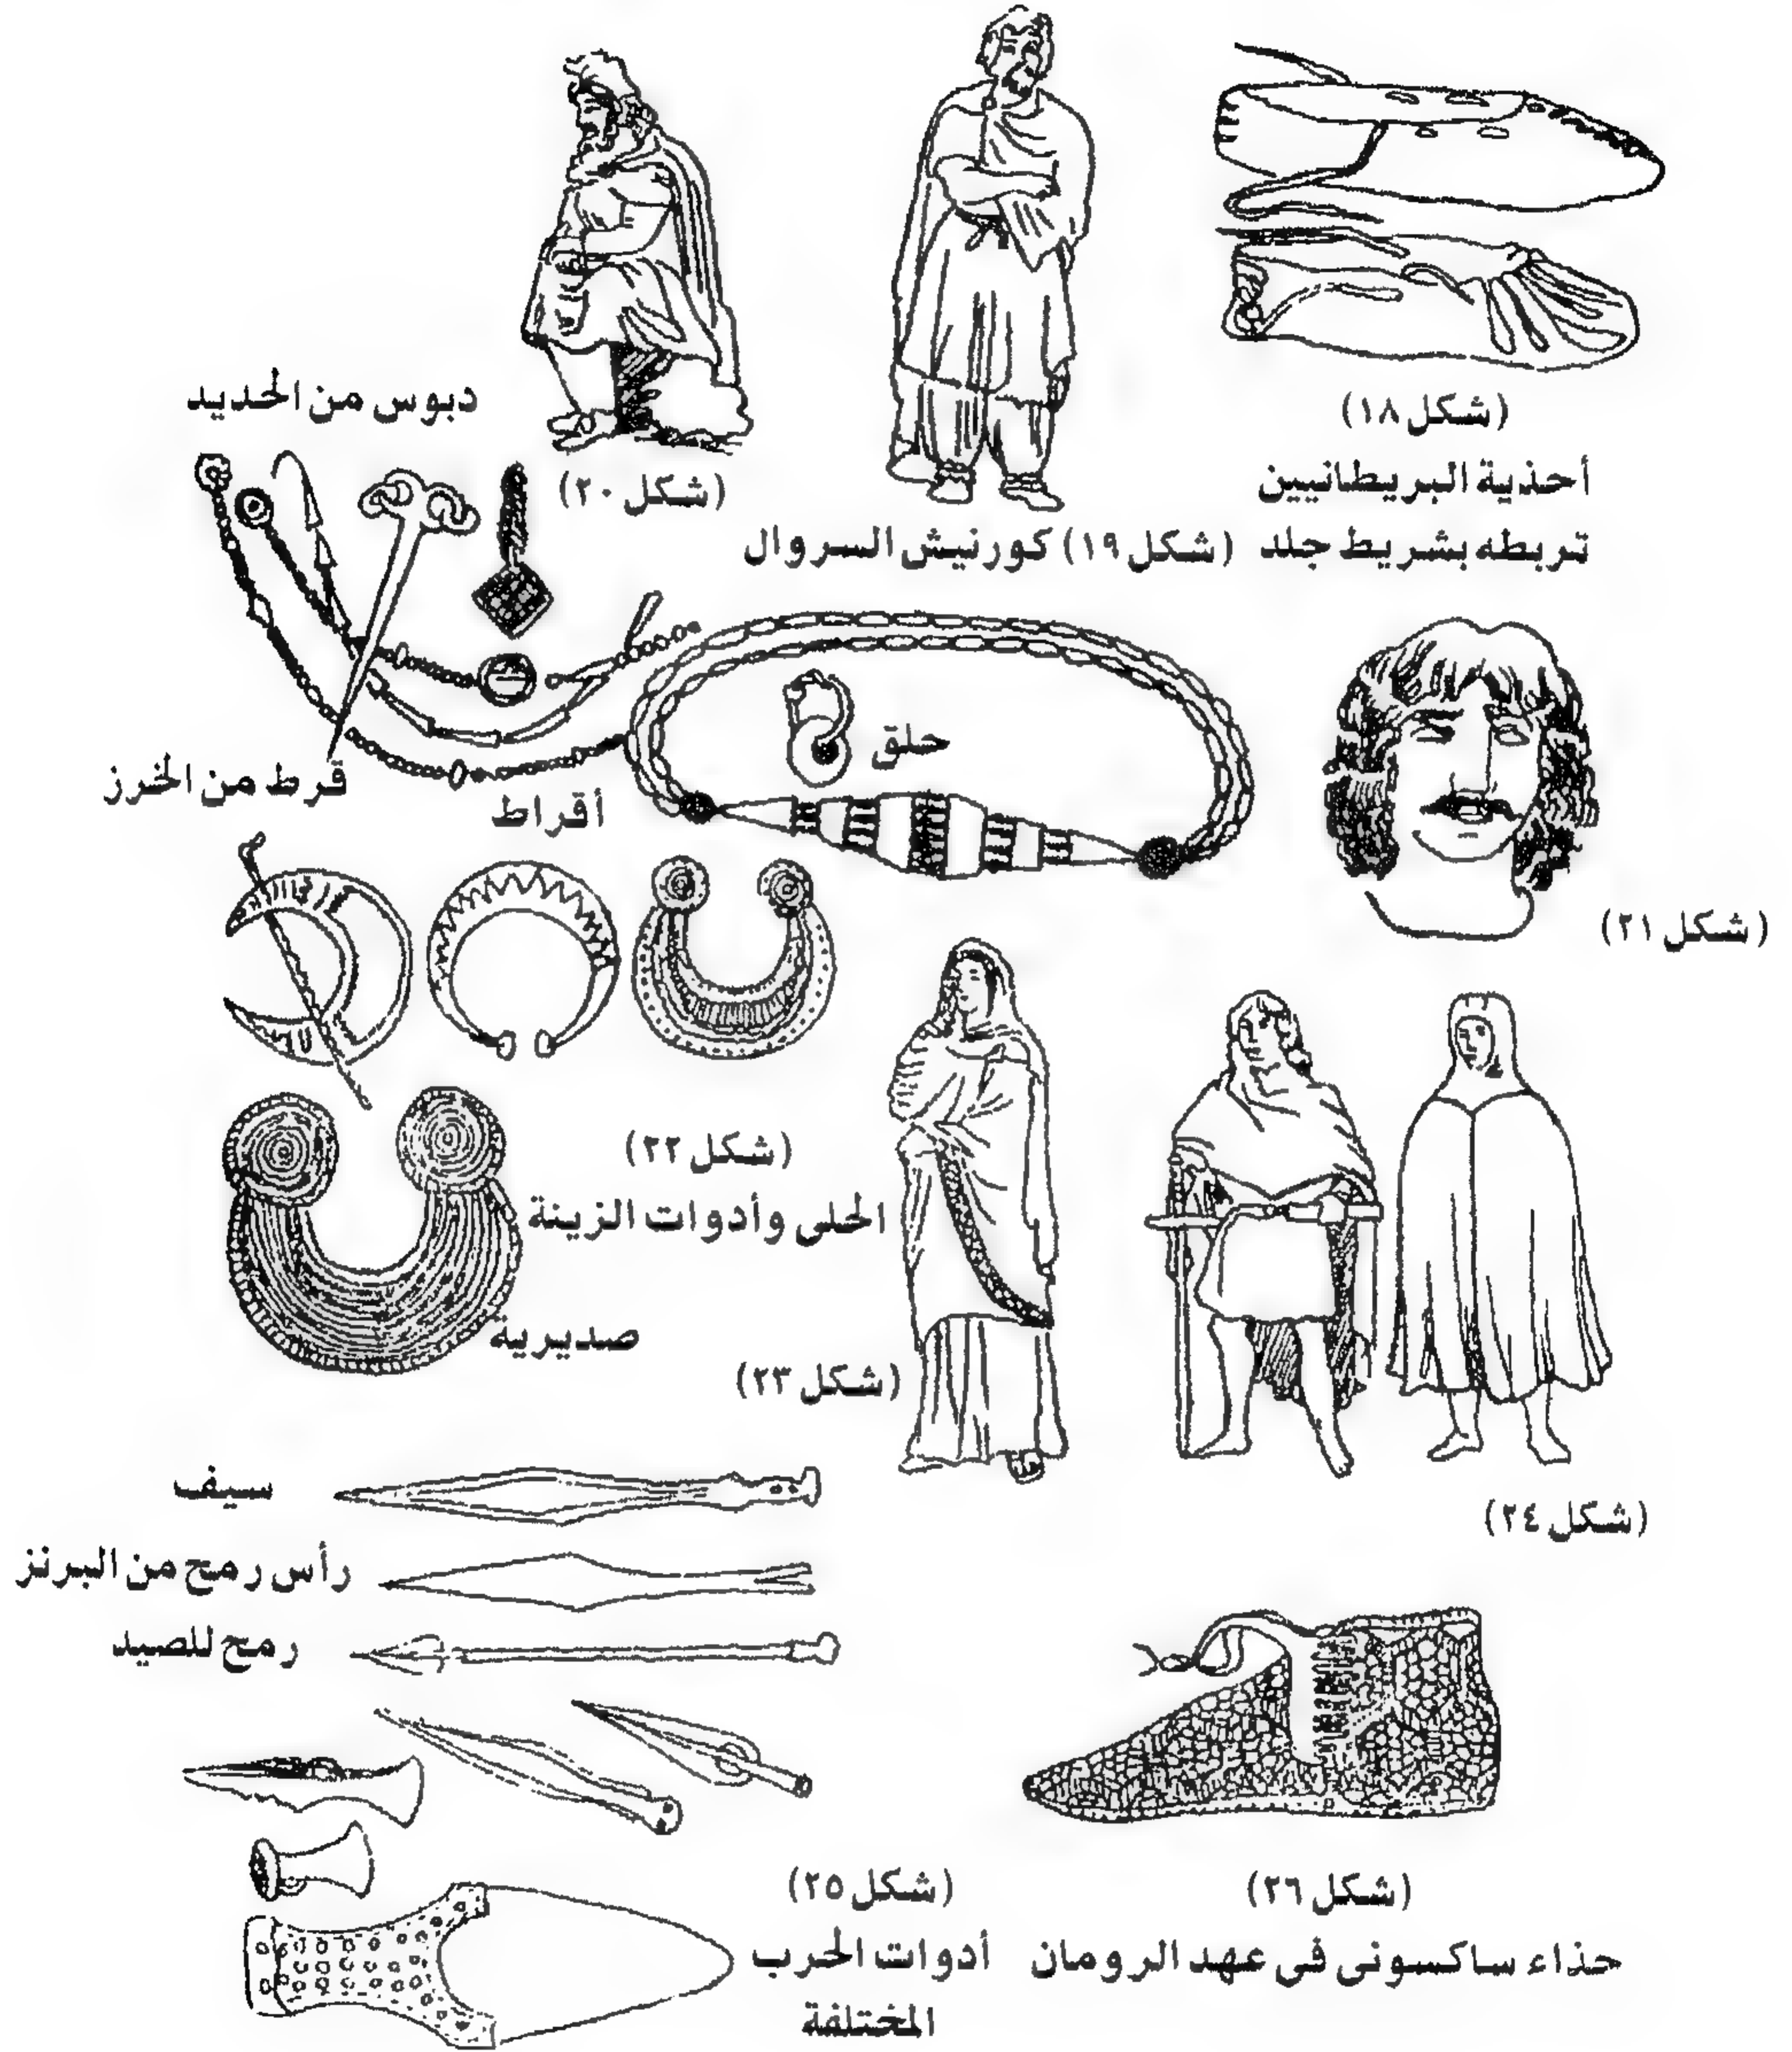 (شكل ١٨)
أحذية البريطانيين
تربطه بشريط جلد
(شكل ١٩) كورنيش السروال
(شكل ٢٠)
دبوس من الحديد
حلق
قرط من الخرز
أقراط
(شكل ٢١)
(شكل ٢٢)
الحلى وأدوات الزينة
صديرية
(شكل ٢٣)
(شكل ٢٤)
سيف
رأس رمح من البرنز
رمح للصيد
(شكل ٢٦)
حذاء ساكسونى فى عهد الرومان
(شكل ٢٥)
أدوات الحرب
المختلفة